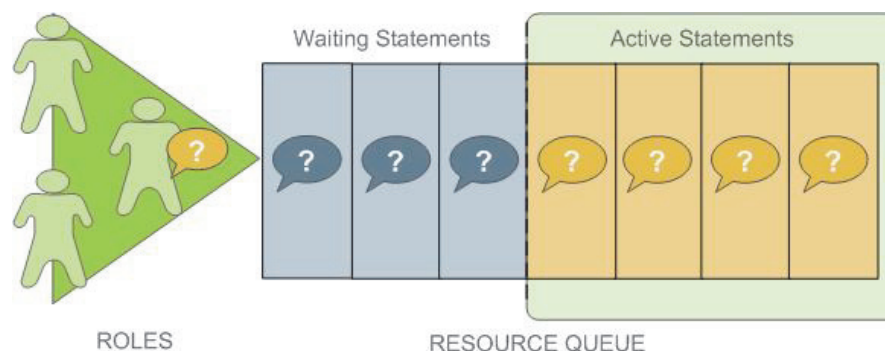 Waiting Statements
Active Statements
?
?
?
?
?
?
?
?
ROLES
RESOURCE QUEUE